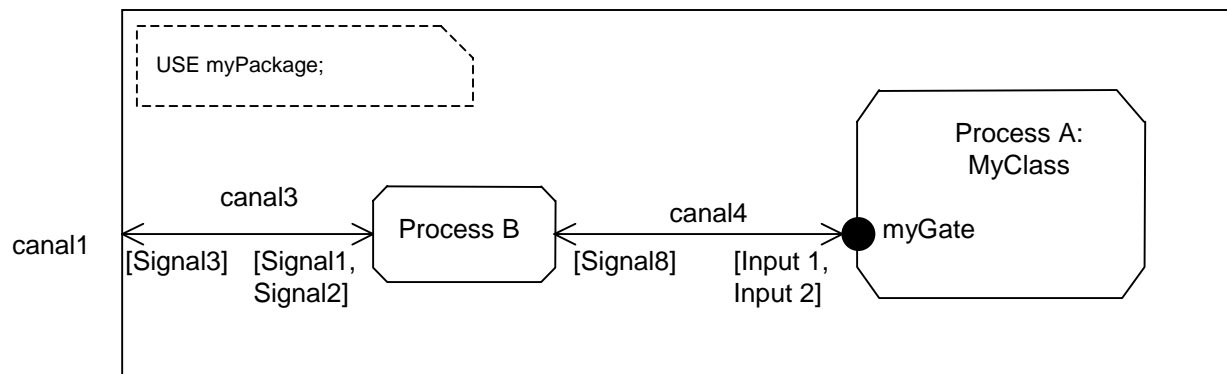 USE myPackage;
Process A:
MyClass
canal3
canal4
canal1
Process B
myGate
[Signal3]
[Signal1,
Signal2]
[Signal8]
[Input 1,
Input 2]